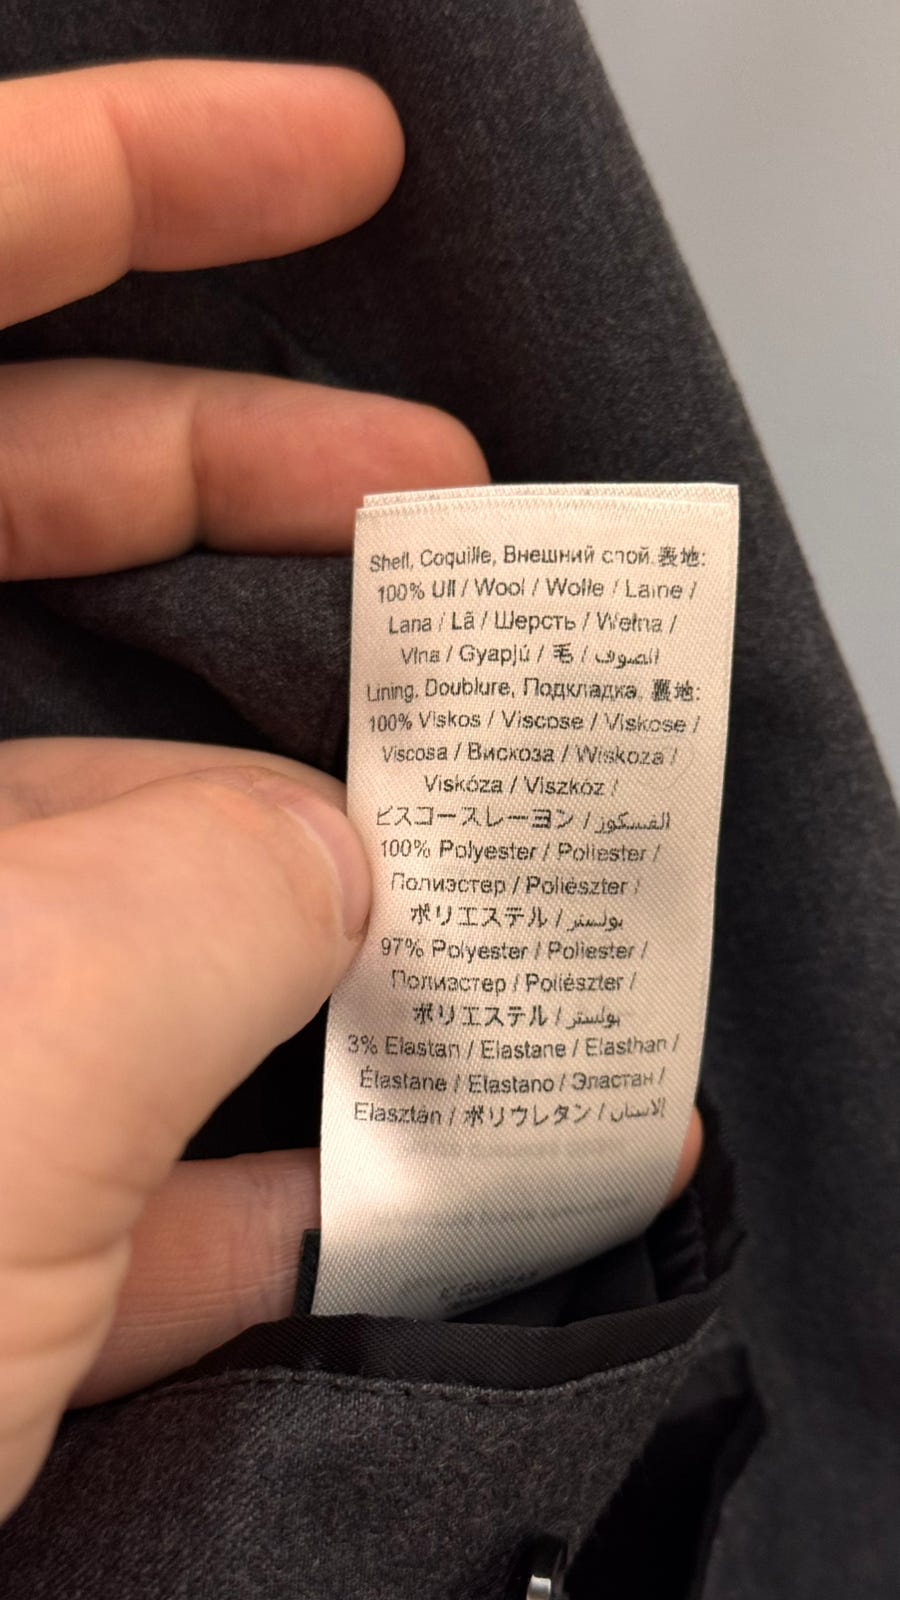 Shell, Coquille, Внешний слой, 表地:
100% Ull / Wool / Wolle / Laine /
Lana / Lã / Шерсть / Wełna /
Vlna / Gyapjú / 毛 / الصوف
Lining, Doublure, Подкладка, 裏地:
100% Viskos / Viscose / Viskose /
Viscosa / Вискоза / Wiskoza /
Viskóza / Viszkóz /
ビスコースレーヨン / الفسكوز
100% Polyester / Poliester /
Полиэстер / Poliészter /
ポリエステル / بولستر
97% Polyester / Poliester /
Полиэстер / Poliészter /
ポリエステル / بولستر
3% Elastan / Elastane / Elasthan /
Élastane / Elastano / Эластан /
Elasztán / ポリウレタン /